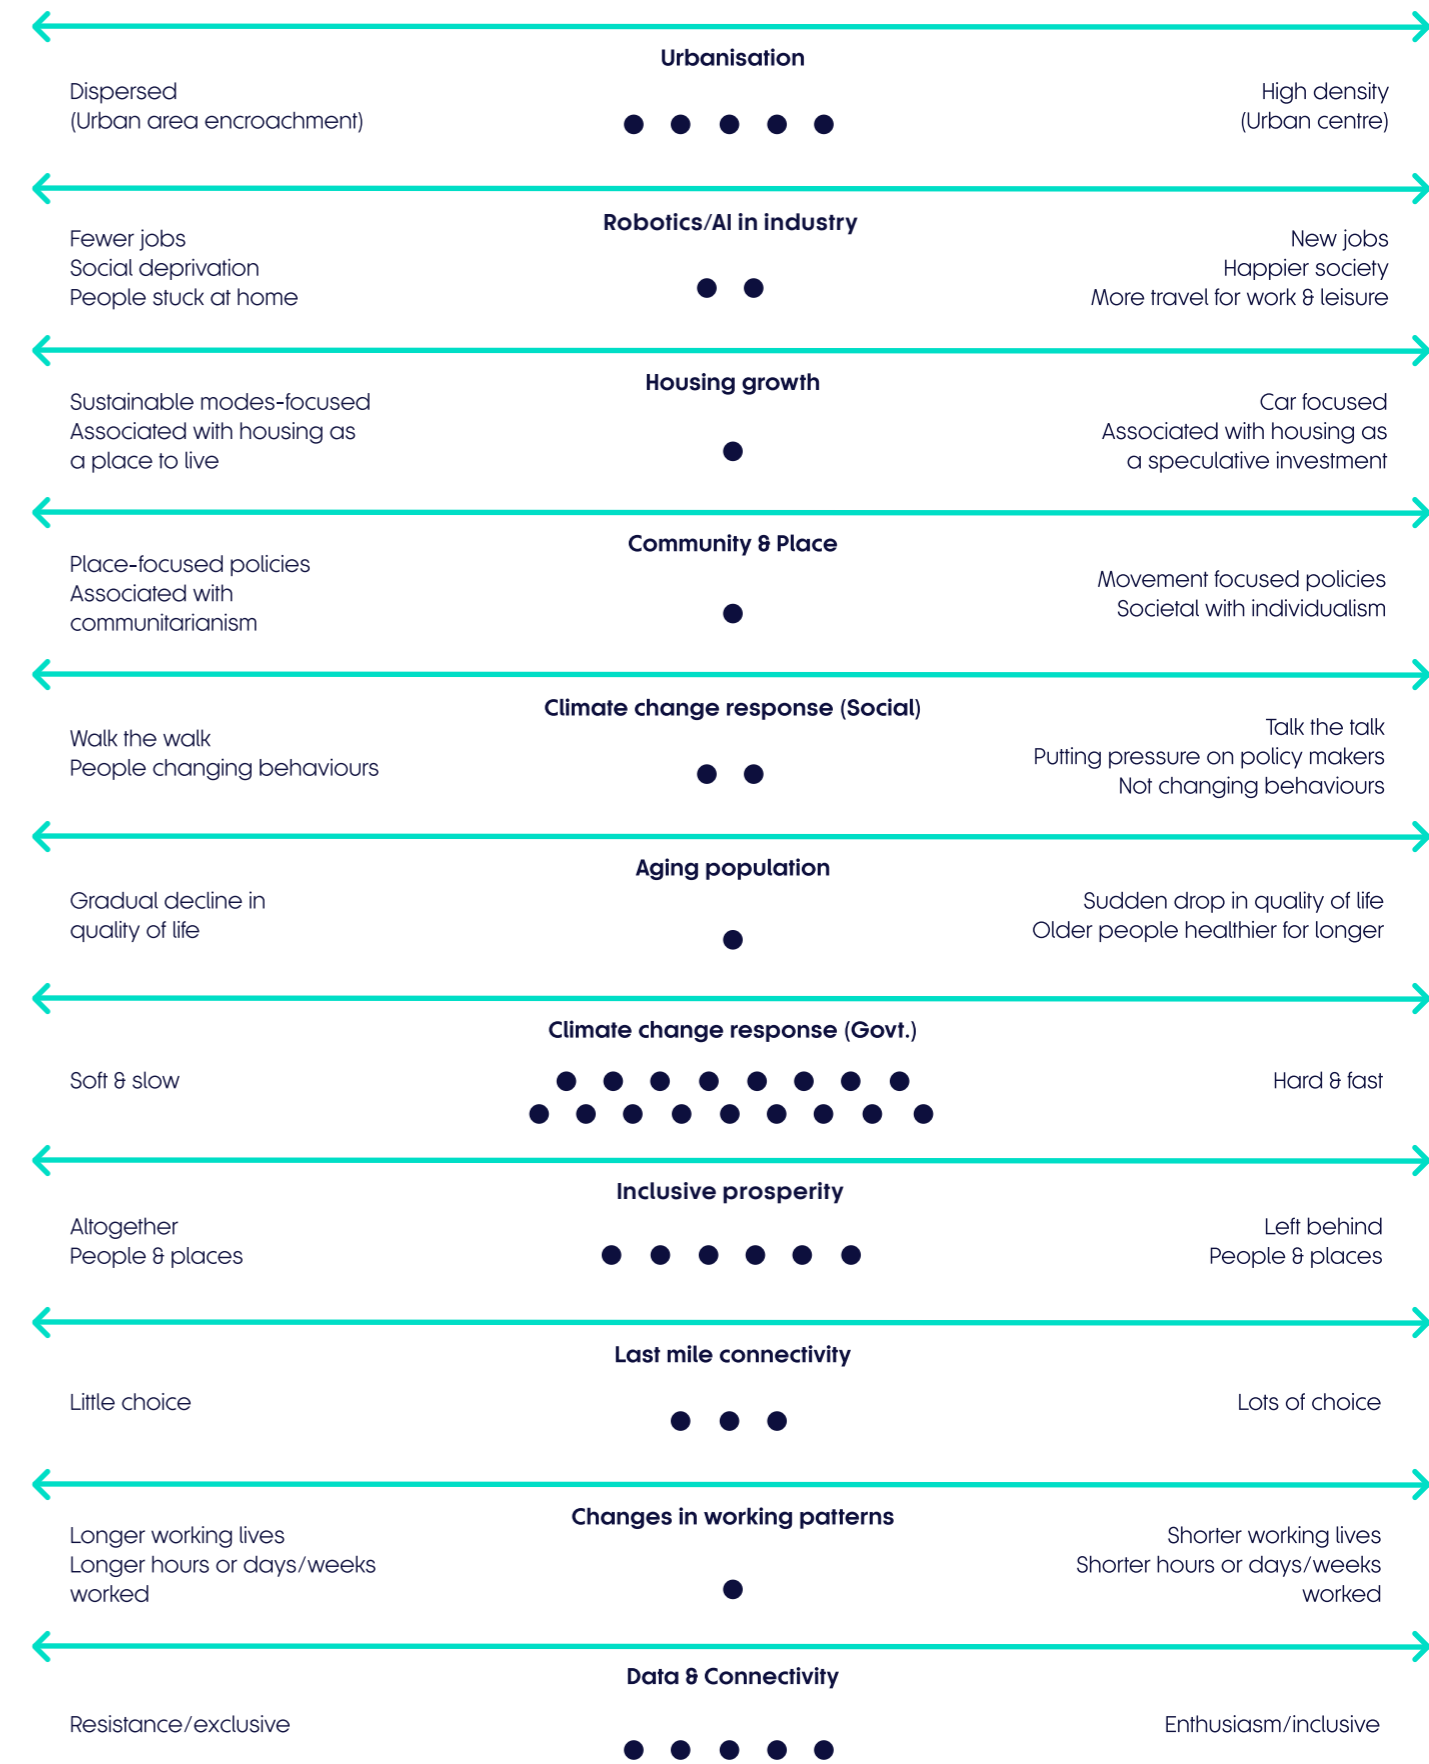 Urbanisation
Dispersed
(Urban area encroachment)
High density
(Urban centre)
Robotics/AI in industry
Fewer jobs
Social deprivation
People stuck at home
New jobs
Happier society
More travel for work & leisure
Housing growth
Sustainable modes-focused
Associated with housing as
a place to live
Car focused
Associated with housing as
a speculative investment
Community & Place
Place-focused policies
Associated with
communitarianism
Movement focused policies
Societal with individualism
Climate change response (Social)
Walk the walk
People changing behaviours
Talk the talk
Putting pressure on policy makers
Not changing behaviours
Aging population
Gradual decline in
quality of life
Sudden drop in quality of life
Older people healthier for longer
Climate change response (Govt.)
Soft & slow
Hard & fast
Inclusive prosperity
Altogether
People & places
Left behind
People & places
Last mile connectivity
Little choice
Lots of choice
Changes in working patterns
Longer working lives
Longer hours or days/weeks
worked
Shorter working lives
Shorter hours or days/weeks
worked
Data & Connectivity
Resistance/exclusive
Enthusiasm/inclusive